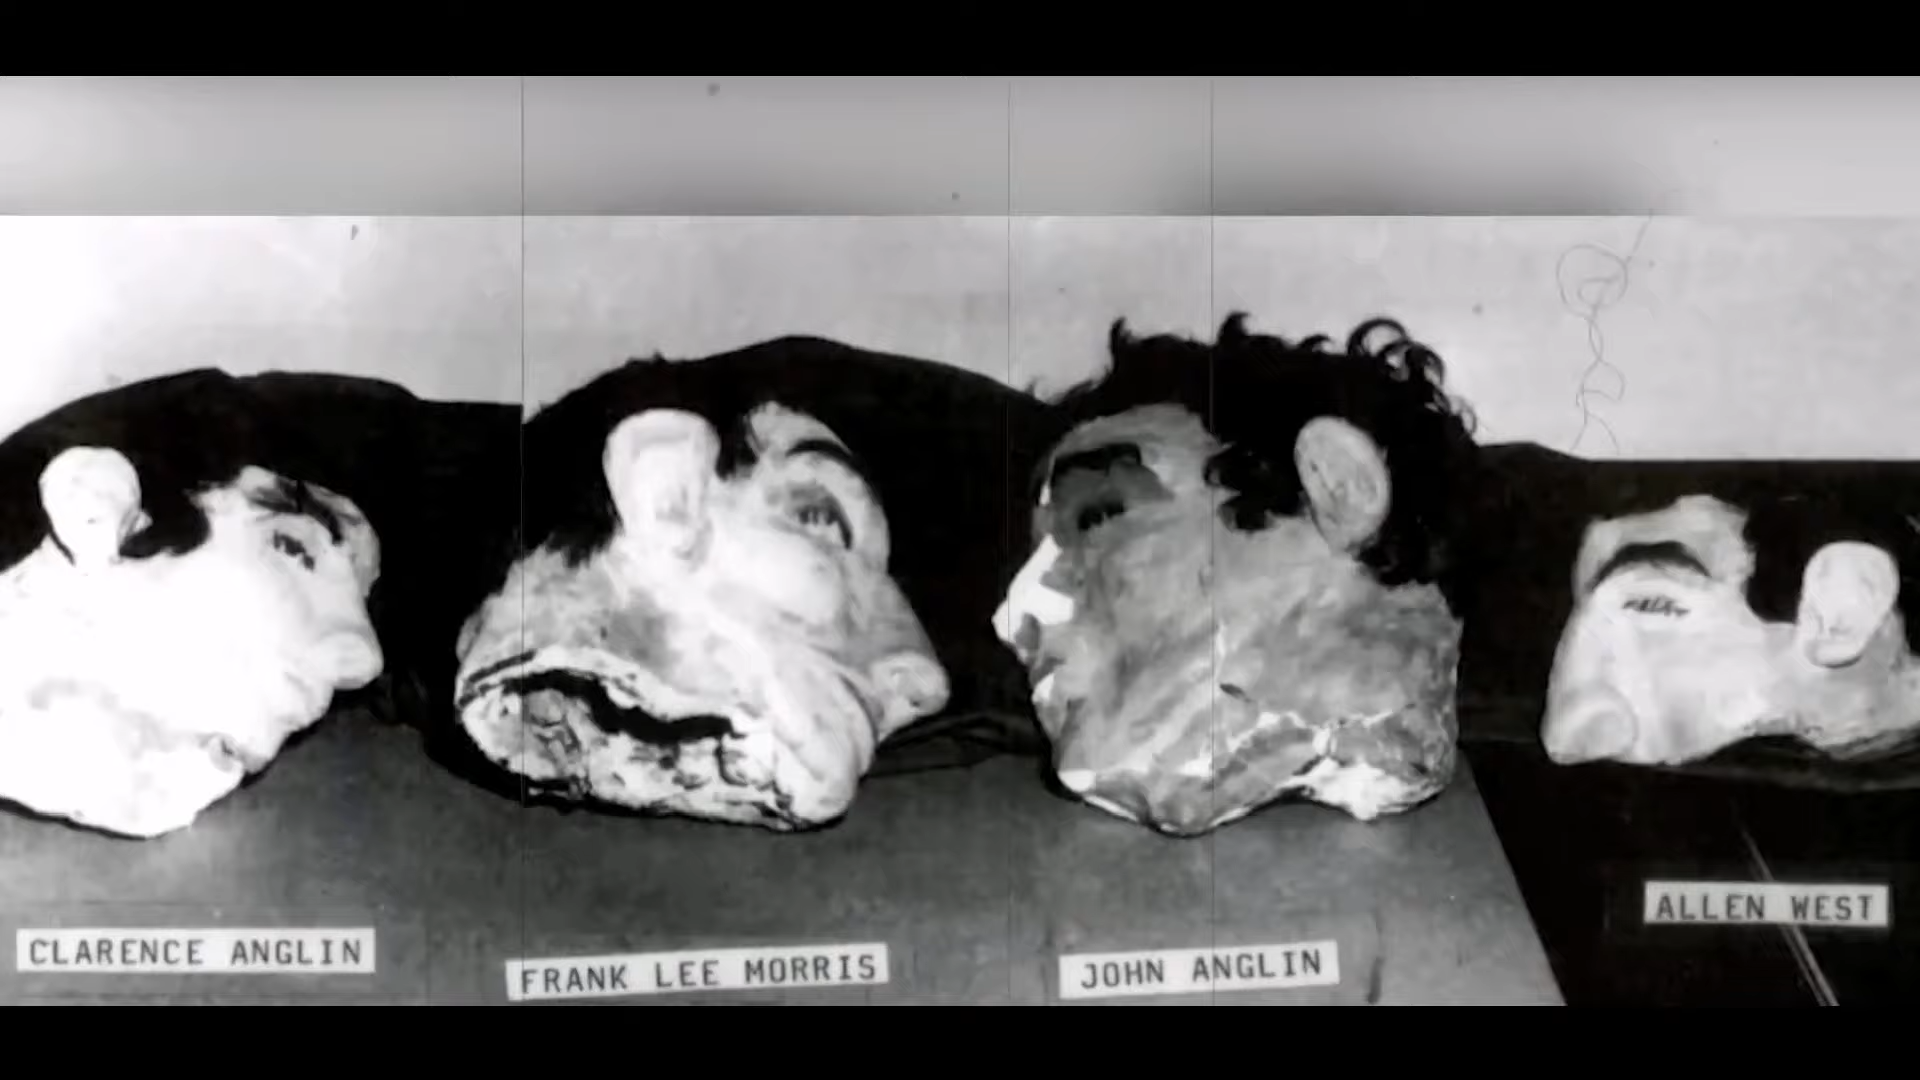 CLARENCE ANGLIN
FRANK LEE MORRIS
JOHN ANGLIN
ALLEN WEST